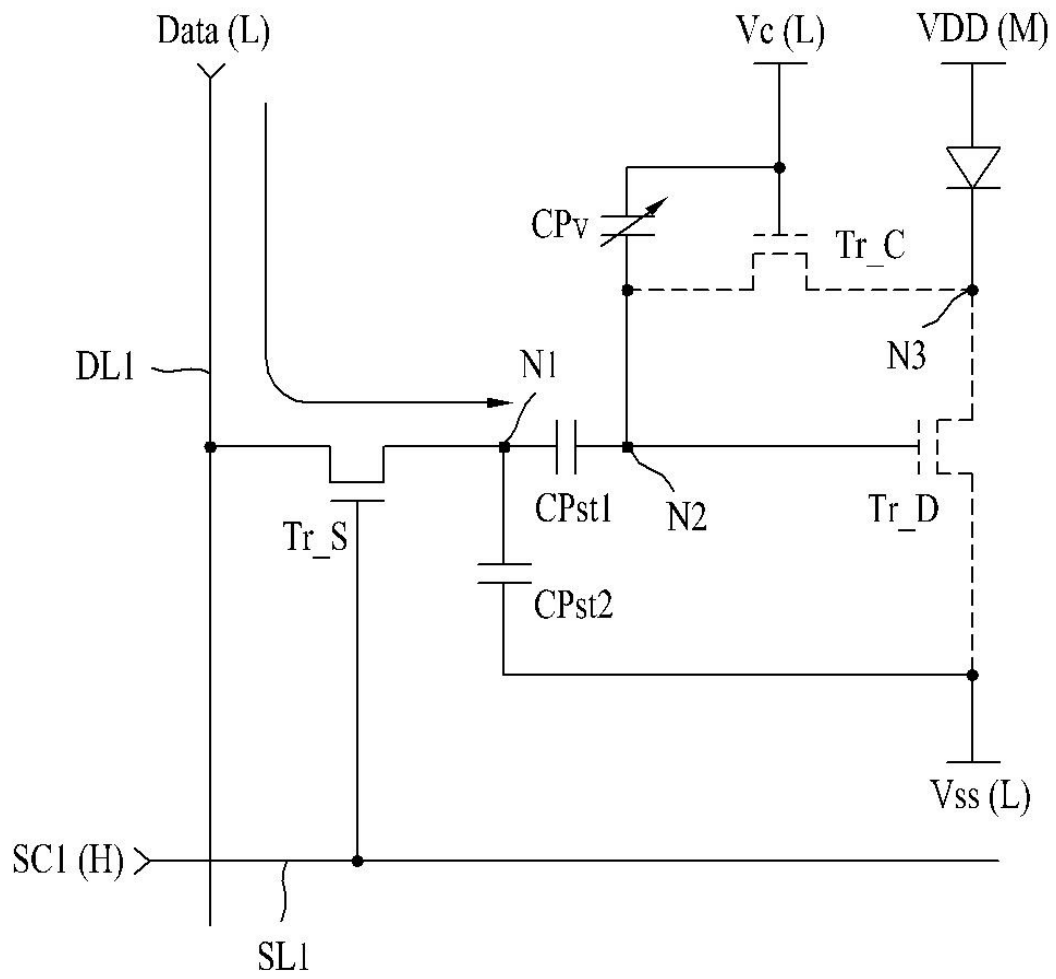 Data (L)
Vc (L)
VDD (M)
CPv
Tr_C
N3
DL1
N1
CPst1
N2
Tr_D
Tr_S
CPst2
Vss (L)
SC1 (H)
SL1